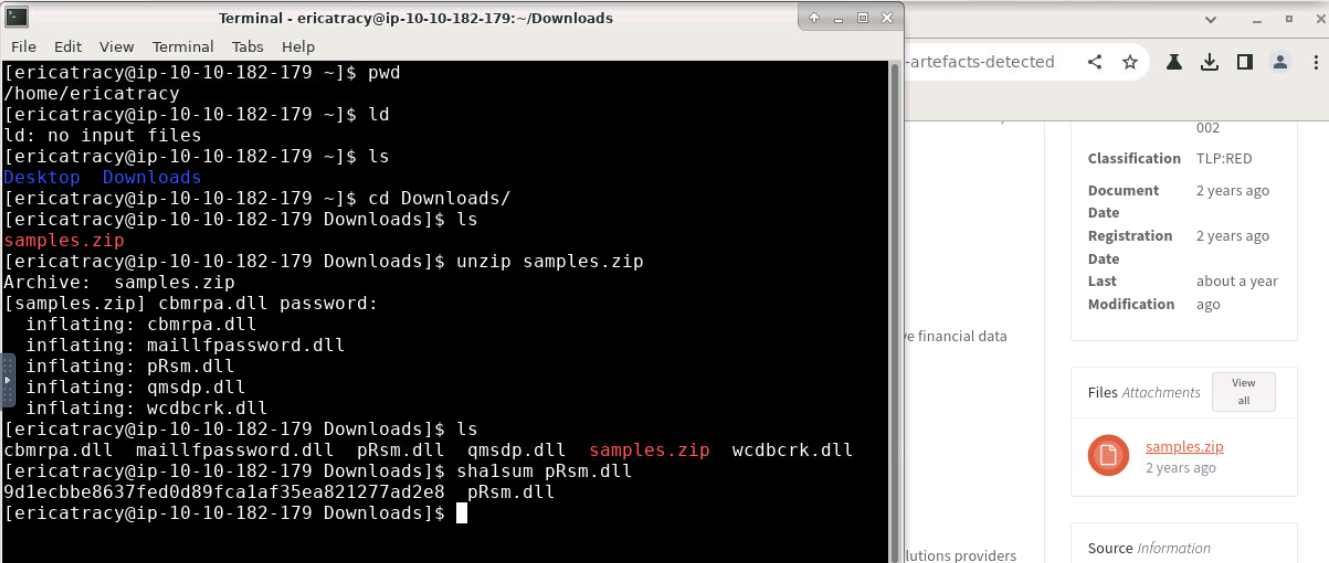 Terminal - ericatracy@ip-10-10-182-179:~/Downloads
File Edit View Terminal Tabs Help
[ericatracy@ip-10-10-182-179 ~]$ pwd
/home/ericatracy
[ericatracy@ip-10-10-182-179 ~]$ ld
ld: no input files
[ericatracy@ip-10-10-182-179 ~]$ ls
Desktop  Downloads
[ericatracy@ip-10-10-182-179 ~]$ cd Downloads/
[ericatracy@ip-10-10-182-179 Downloads]$ ls
samples.zip
[ericatracy@ip-10-10-182-179 Downloads]$ unzip samples.zip
Archive:  samples.zip
[samples.zip] cbmrpa.dll password:
  inflating: cbmrpa.dll
  inflating: maillfpassword.dll
  inflating: pRsm.dll
  inflating: qmsdp.dll
  inflating: wcdbcrk.dll
[ericatracy@ip-10-10-182-179 Downloads]$ ls
cbmrpa.dll  maillfpassword.dll  pRsm.dll  qmsdp.dll  samples.zip  wcdbcrk.dll
[ericatracy@ip-10-10-182-179 Downloads]$ sha1sum pRsm.dll
9d1ecbbe8637fed0d89fca1af35ea821277ad2e8  pRsm.dll
[ericatracy@ip-10-10-182-179 Downloads]$
-artefacts-detected
002
Classification TLP:RED
Document 2 years ago
Date
Registration 2 years ago
Date
Last about a year
Modification ago
ve financial data
Files Attachments
View
all
samples.zip
2 years ago
Source Information
lutions providers